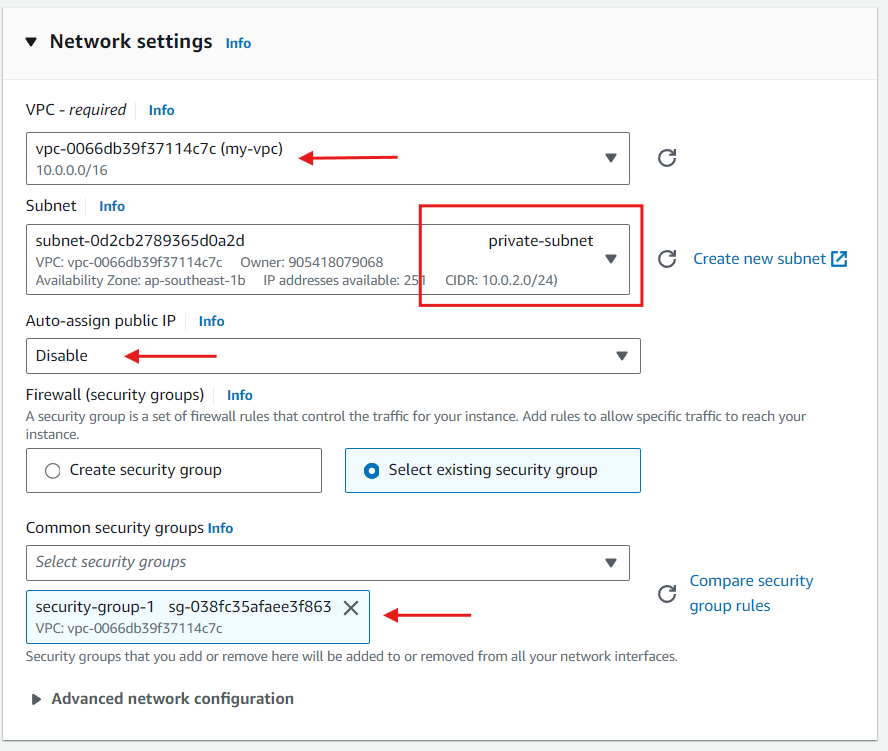 Network settings Info
VPC - required Info
vpc-0066db39f37114c7c (my-vpc)
10.0.0.0/16
Subnet Info
subnet-0d2cb2789365d0a2d private-subnet
VPC: vpc-0066db39f37114c7c Owner: 905418079068
Availability Zone: ap-southeast-1b IP addresses available: 251 CIDR: 10.0.2.0/24)
Create new subnet
Auto-assign public IP Info
Disable
Firewall (security groups) Info
A security group is a set of firewall rules that control the traffic for your instance. Add rules to allow specific traffic to reach your
instance.
Create security group
Select existing security group
Common security groups Info
Select security groups
Compare security
group rules
security-group-1 sg-038fc35afaee3f863
VPC: vpc-0066db39f37114c7c
Security groups that you add or remove here will be added to or removed from all your network interfaces.
Advanced network configuration